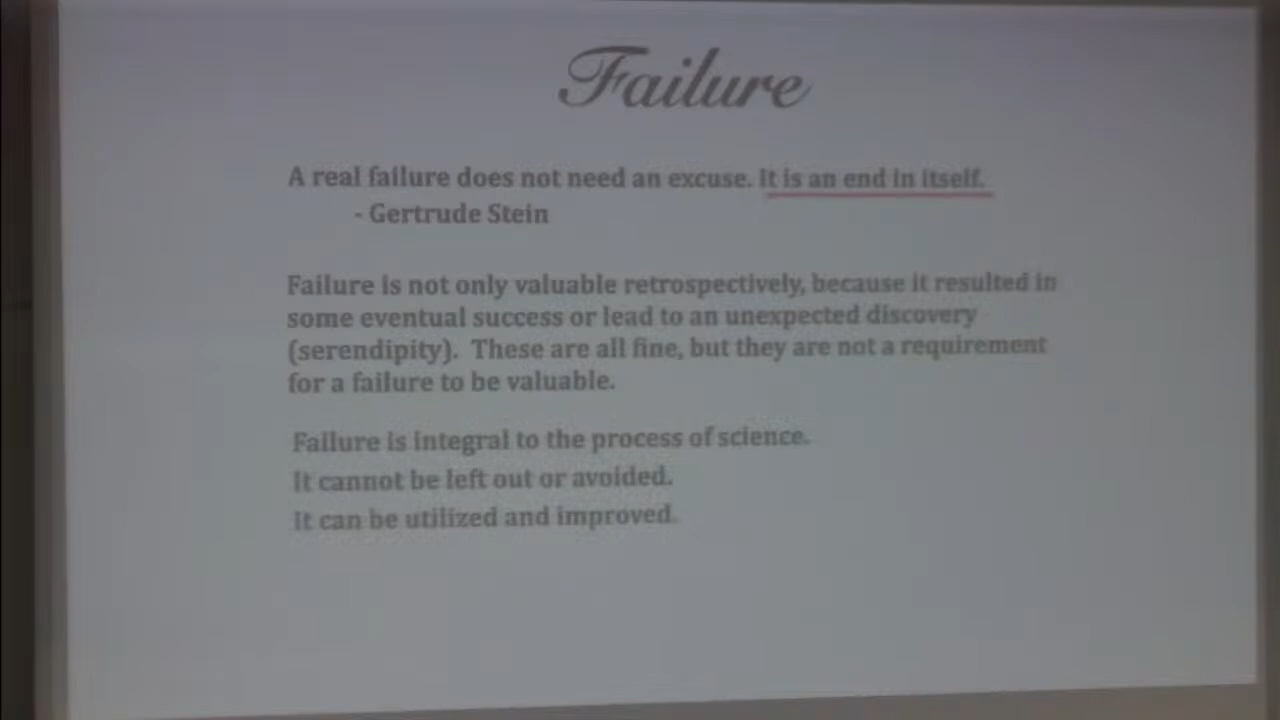 Failure
A real failure does not need an excuse. It is an end in itself.
- Gertrude Stein
Failure is not only valuable retrospectively, because it resulted in
some eventual success or lead to an unexpected discovery
(serendipity). These are all fine, but they are not a requirement
for a failure to be valuable.
Failure is integral to the process of science.
It cannot be left out or avoided.
It can be utilized and improved.